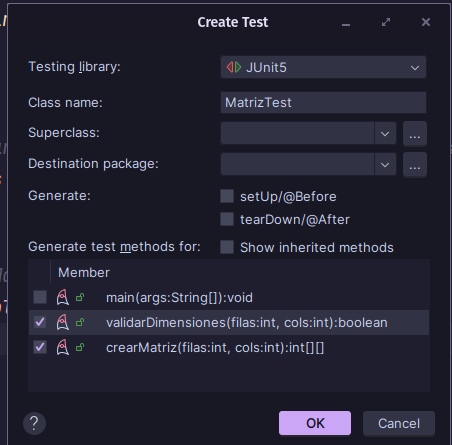 Create Test
Testing library: JUnit5
Class name: MatrizTest
Superclass: ...
Destination package: ...
Generate: setUp/@Before
tearDown/@After
Generate test methods for: Show inherited methods
Member
main(args:String[]):void
validarDimensiones(filas:int, cols:int):boolean
crearMatriz(filas:int, cols:int):int[][]
? OK Cancel